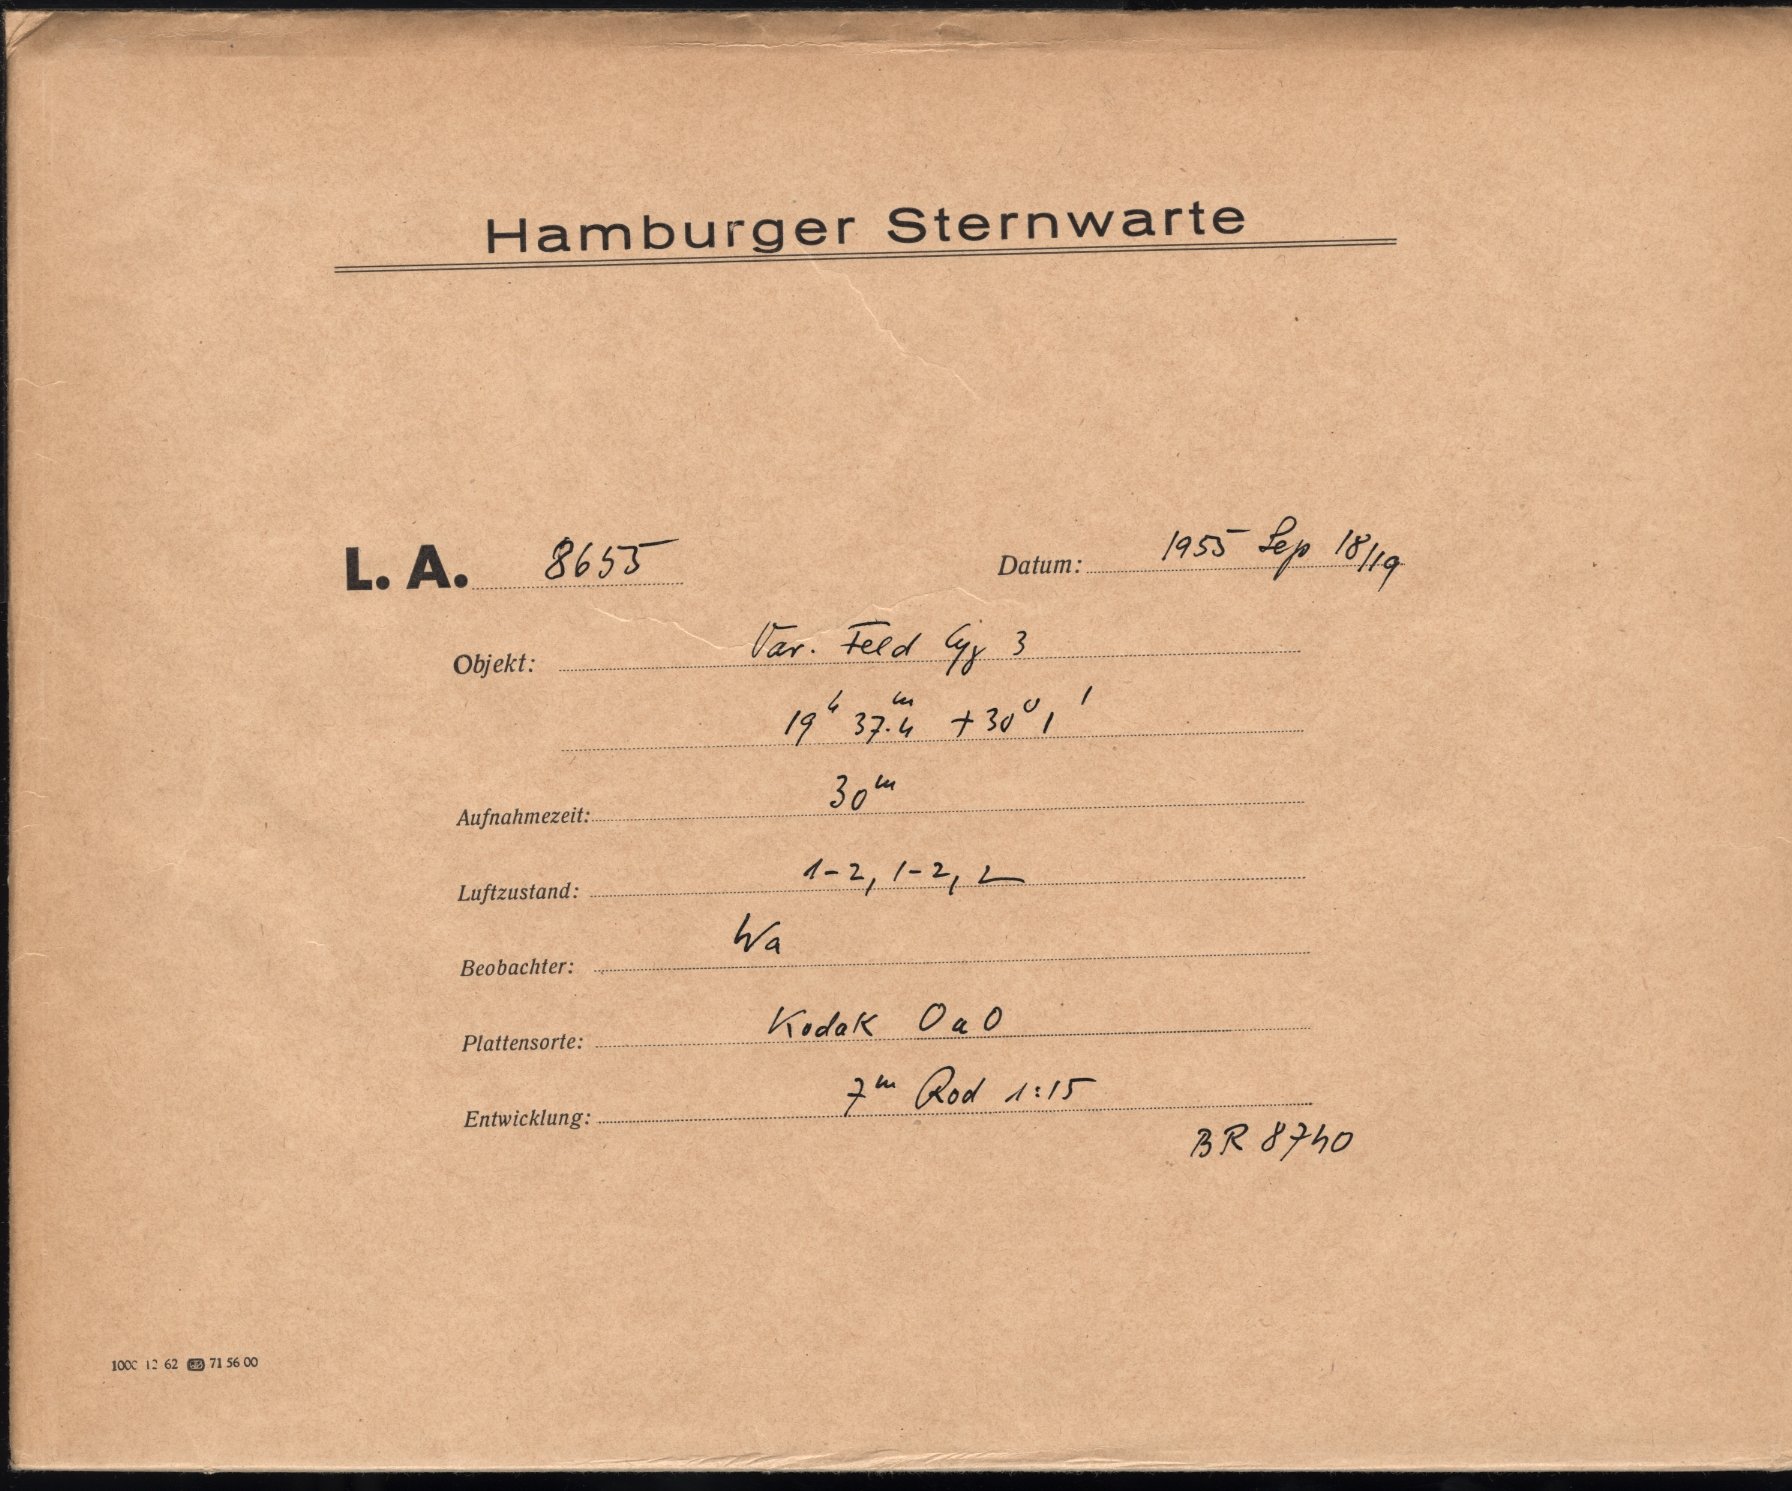 Hamburger Sternwarte
L. A. 8655 Datum: 1955 Sep 18/19
Objekt: Var. Feld Cyg 3
19h 37.4m +30° 1'
Aufnahmezeit: 30m
Luftzustand: 1-2, 1-2, 2
Beobachter: Wa
Plattensorte: Kodak OaO
Entwicklung: 7m Rod 1:15
BR 8740
12 62 71 56 00